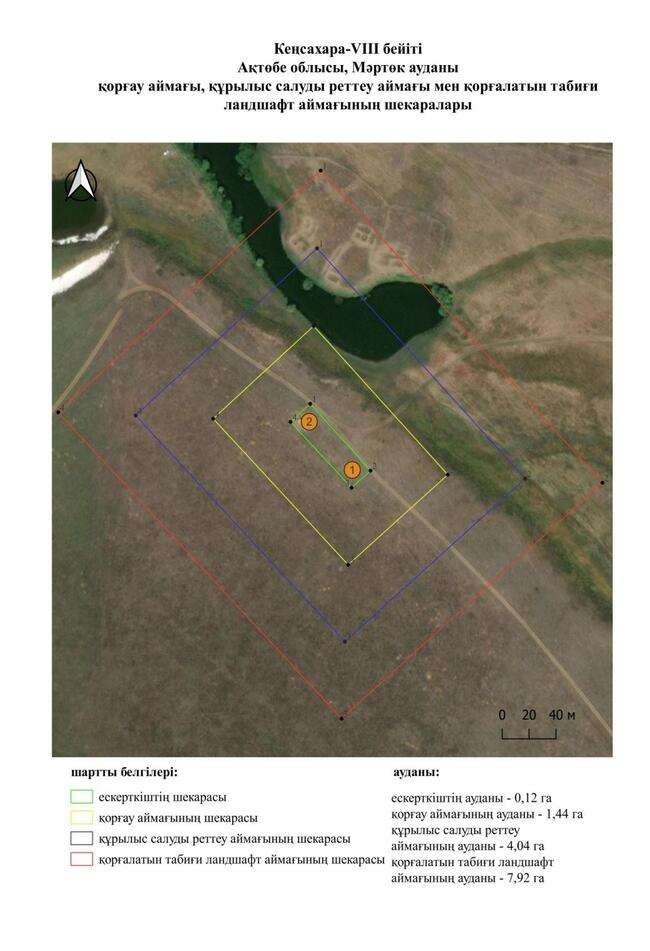 Кеңсахара-VIII бейіті
Ақтөбе облысы, Мәртөк ауданы
қорғау аймағы, құрылыс салуды реттеу аймағы мен қорғалатын табиғи
ландшафт аймағының шекаралары
2
1
0 20 40 м
шартты белгілері:
ескерткіштің шекарасы
қорғау аймағының шекарасы
құрылыс салуды реттеу аймағының шекарасы
қорғалатын табиғи ландшафт аймағының шекарасы
ауданы:
ескерткіштің ауданы - 0,12 га
қорғау аймағының ауданы - 1,44 га
құрылыс салуды реттеу
аймағының ауданы - 4,04 га
қорғалатын табиғи ландшафт
аймағының ауданы - 7,92 га